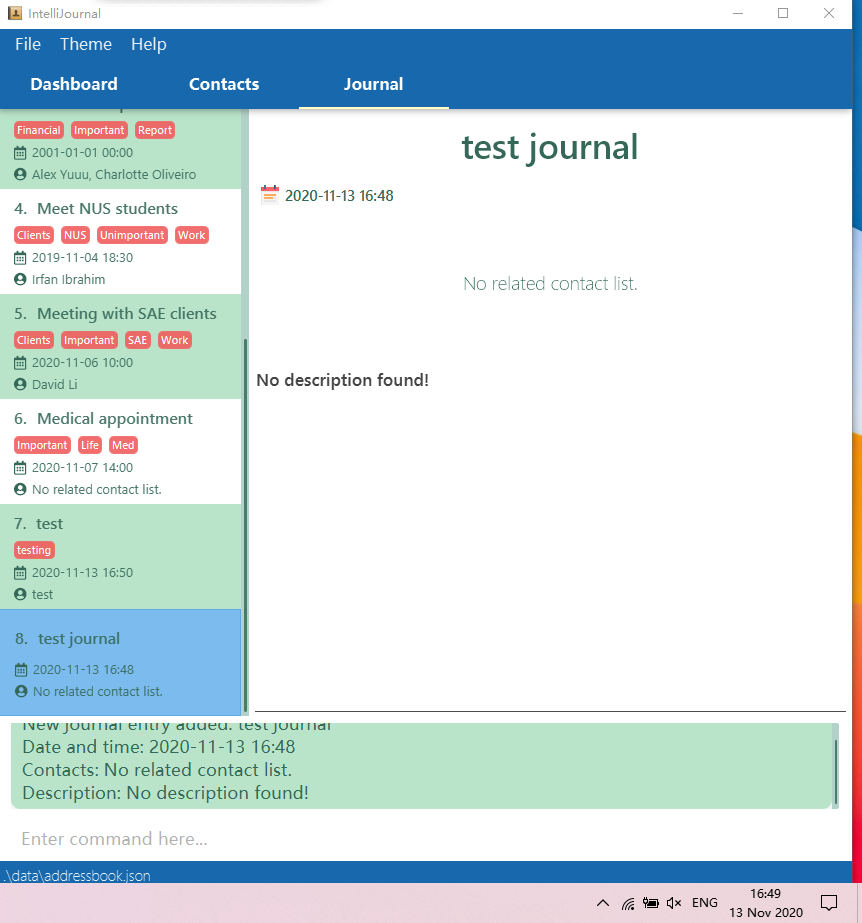 IntelliJournal
File Theme Help
Dashboard Contacts Journal
Financial Important Report
2001-01-01 00:00
Alex Yuuu, Charlotte Oliveiro
4. Meet NUS students
Clients NUS Unimportant Work
2019-11-04 18:30
Irfan Ibrahim
5. Meeting with SAE clients
Clients Important SAE Work
2020-11-06 10:00
David Li
6. Medical appointment
Important Life Med
2020-11-07 14:00
No related contact list.
7. test
testing
2020-11-13 16:50
test
8. test journal
2020-11-13 16:48
No related contact list.
test journal
2020-11-13 16:48
No related contact list.
No description found!
New journal entry added: test journal
Date and time: 2020-11-13 16:48
Contacts: No related contact list.
Description: No description found!
Enter command here...
.\data\addressbook.json
ENG
16:49
13 Nov 2020